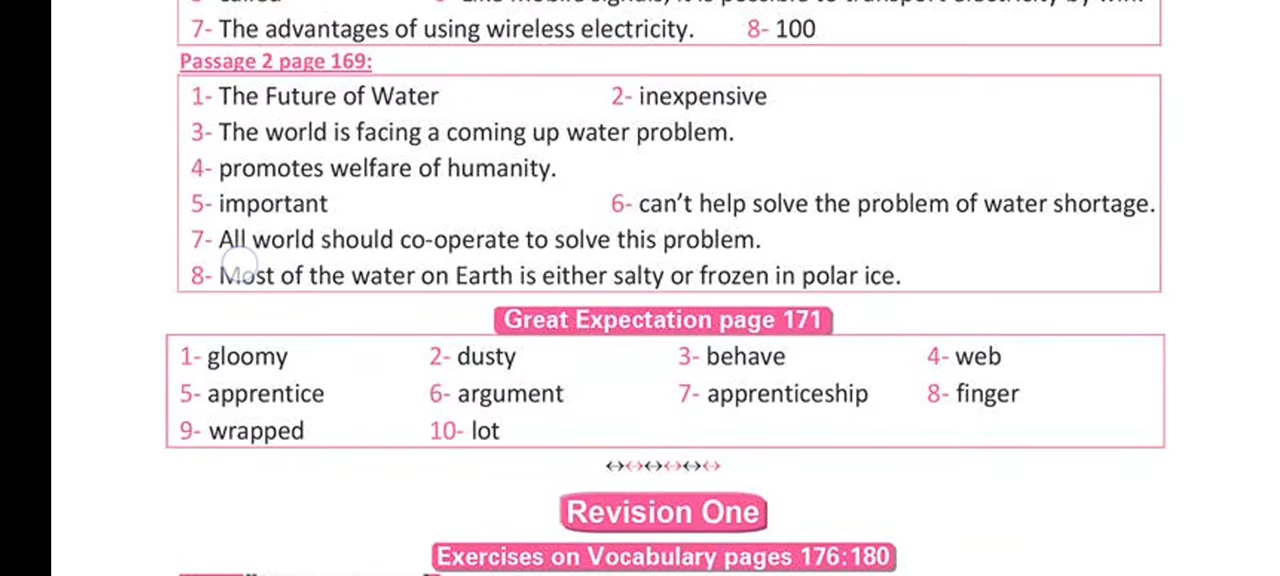 7- The advantages of using wireless electricity. 8- 100
Passage 2 page 169:
1- The Future of Water 2- inexpensive
3- The world is facing a coming up water problem.
4- promotes welfare of humanity.
5- important 6- can't help solve the problem of water shortage.
7- All world should co-operate to solve this problem.
8- Most of the water on Earth is either salty or frozen in polar ice.
Great Expectation page 171
1- gloomy 2- dusty 3- behave 4- web
5- apprentice 6- argument 7- apprenticeship 8- finger
9- wrapped 10- lot
Revision One
Exercises on Vocabulary pages 176:180